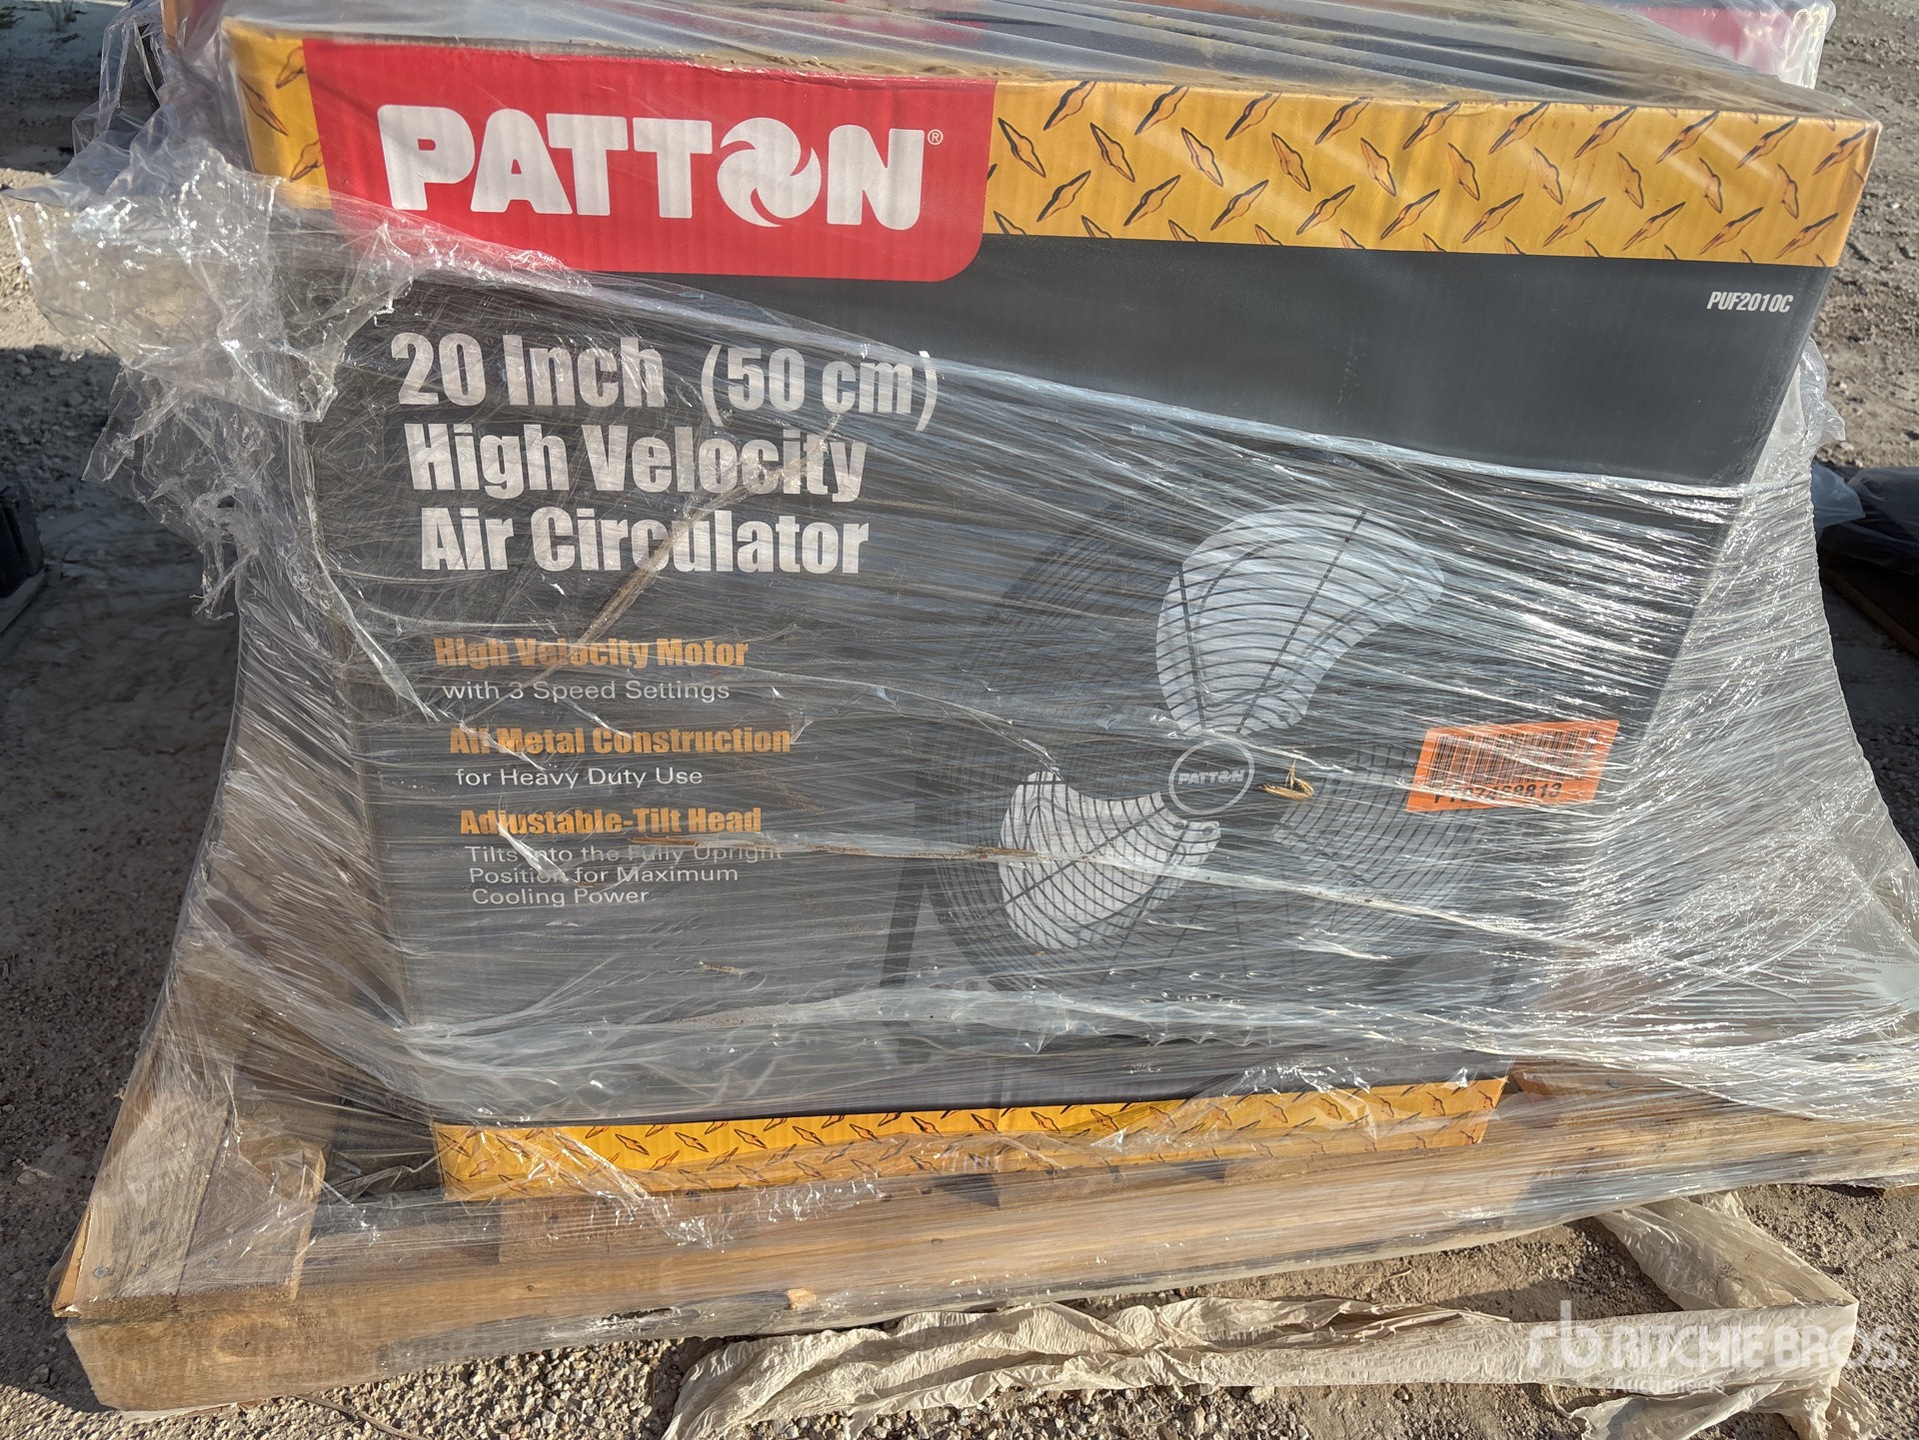 PATTON®
PUF2010C
20 Inch (50 cm)
High Velocity
Air Circulator
High Velocity Motor
with 3 Speed Settings
All Metal Construction
for Heavy Duty Use
Adjustable-Tilt Head
Tilts into the Fully Upright
Position for Maximum
Cooling Power
PATTON
rb RITCHIE BROS.
Auctioneers